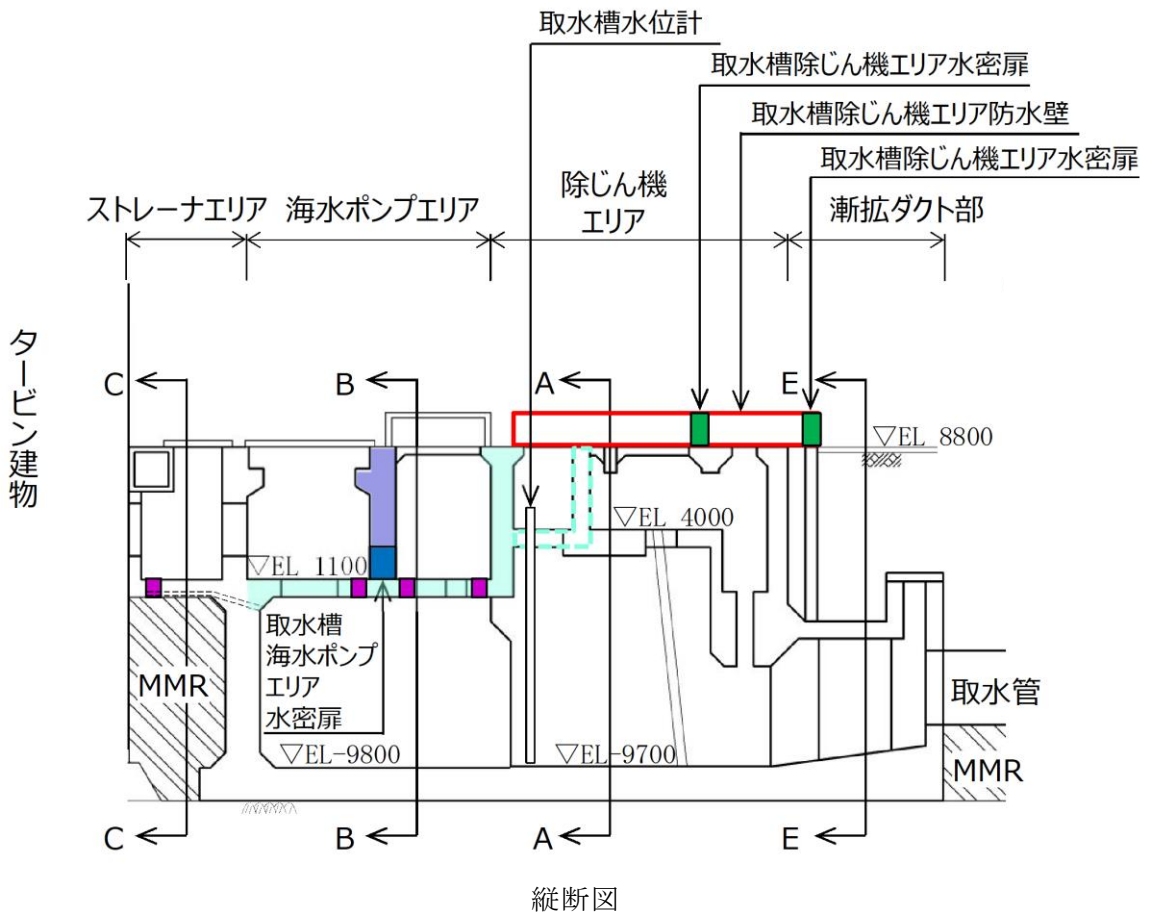 取水槽水位計
取水槽除じん機エリア水密扉
取水槽除じん機エリア防水壁
取水槽除じん機エリア水密扉
ストレーナエリア
海水ポンプエリア
除じん機
エリア
漸拡ダクト部
タービン建物
C
B
A
E
▽EL 8800
▽EL 4000
▽EL 1100
取水槽
海水ポンプ
エリア
水密扉
MMR
取水管
▽EL-9800
▽EL-9700
MMR
C
B
A
E
縦断図